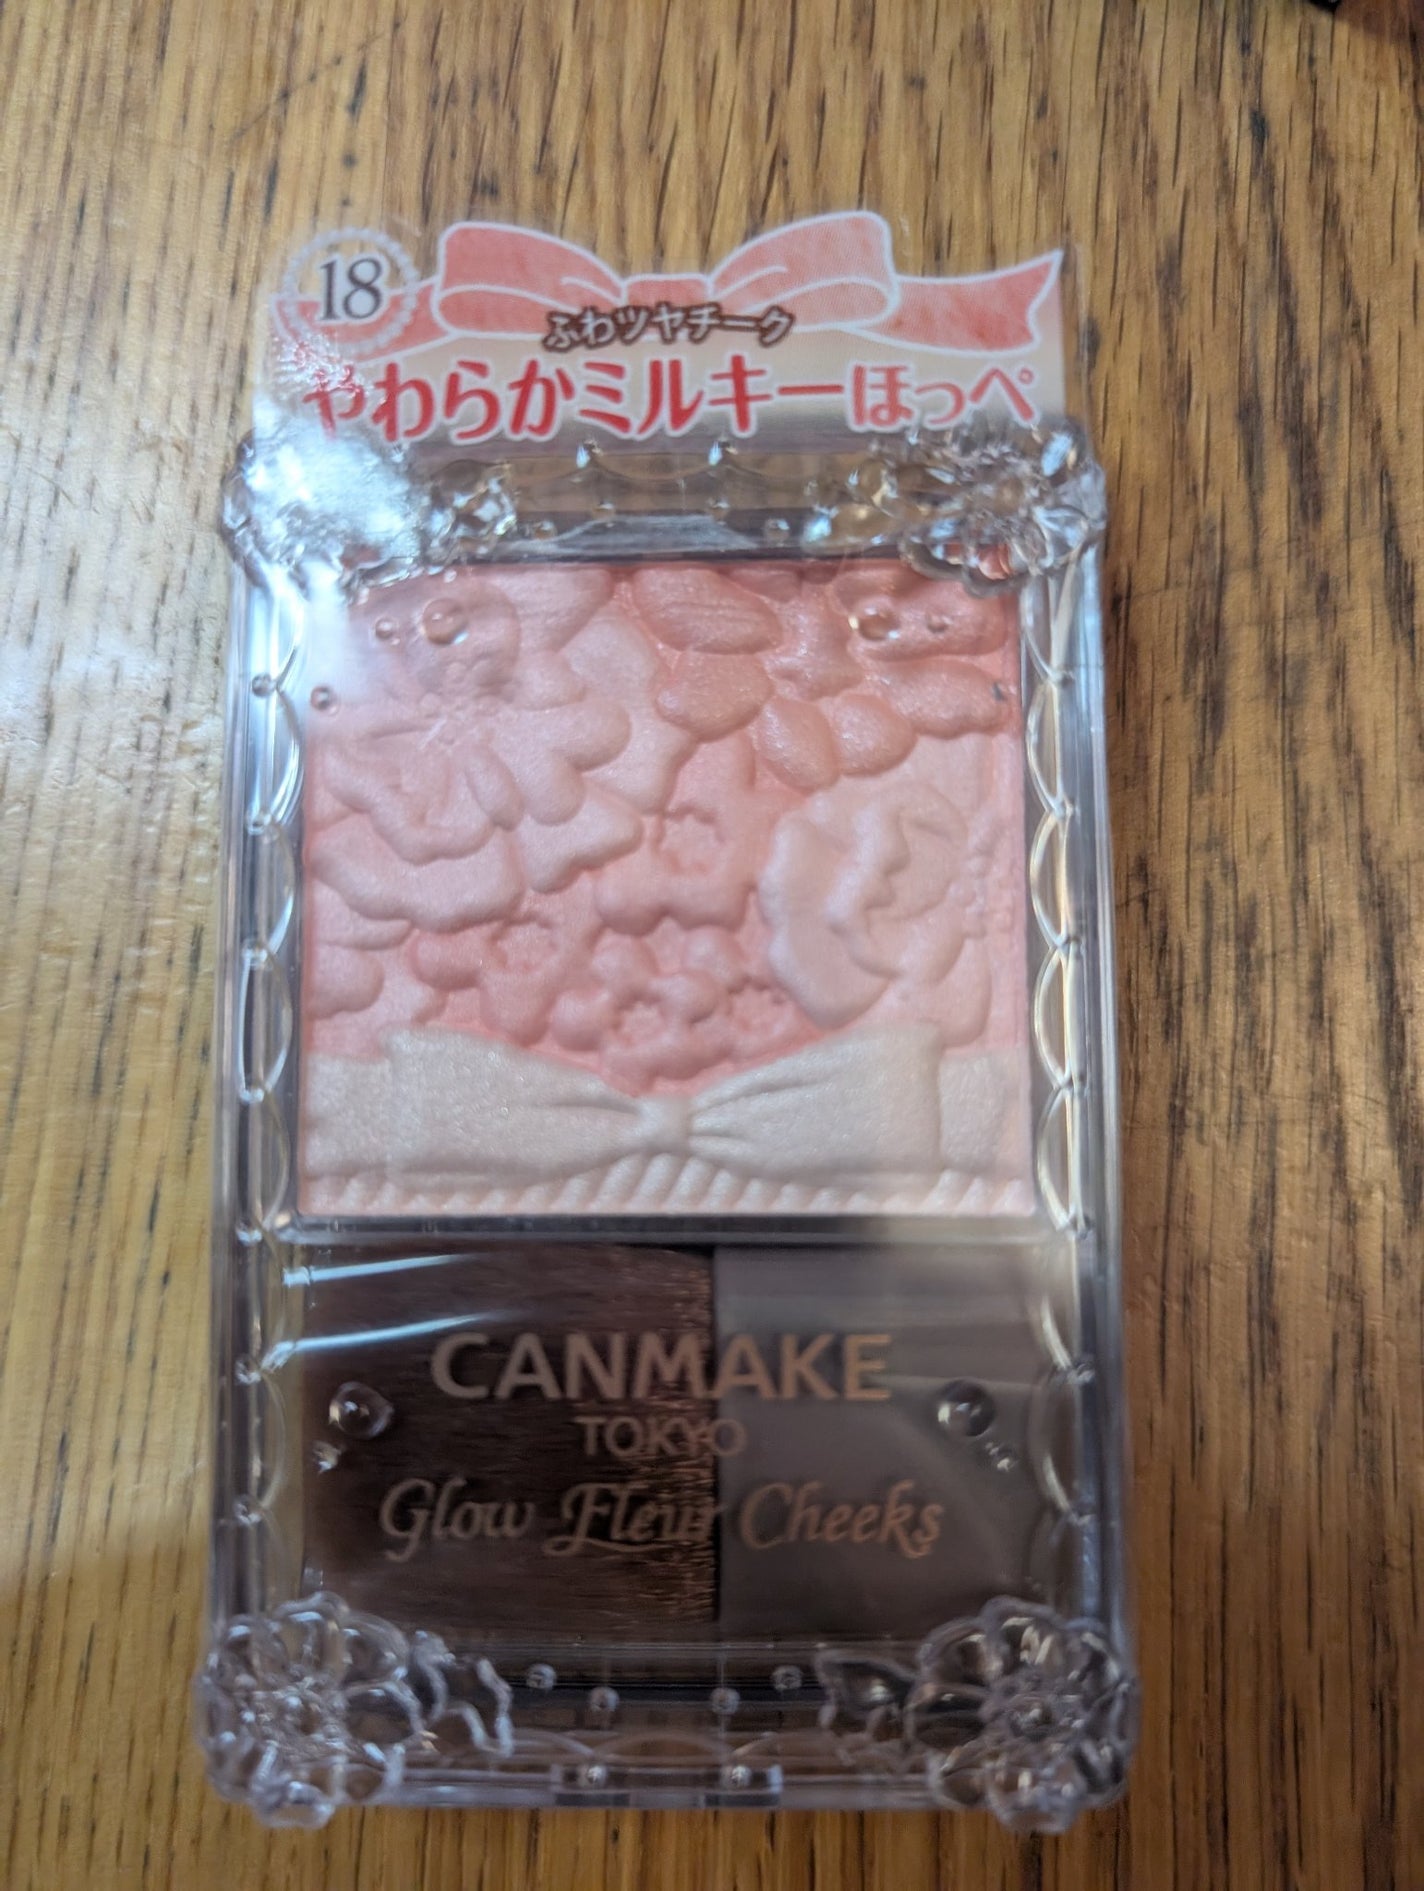 18
ふわツヤチーク
やわらかミルキーほっぺ
CANMAKE
TOKYO
Glow Fleur Cheeks